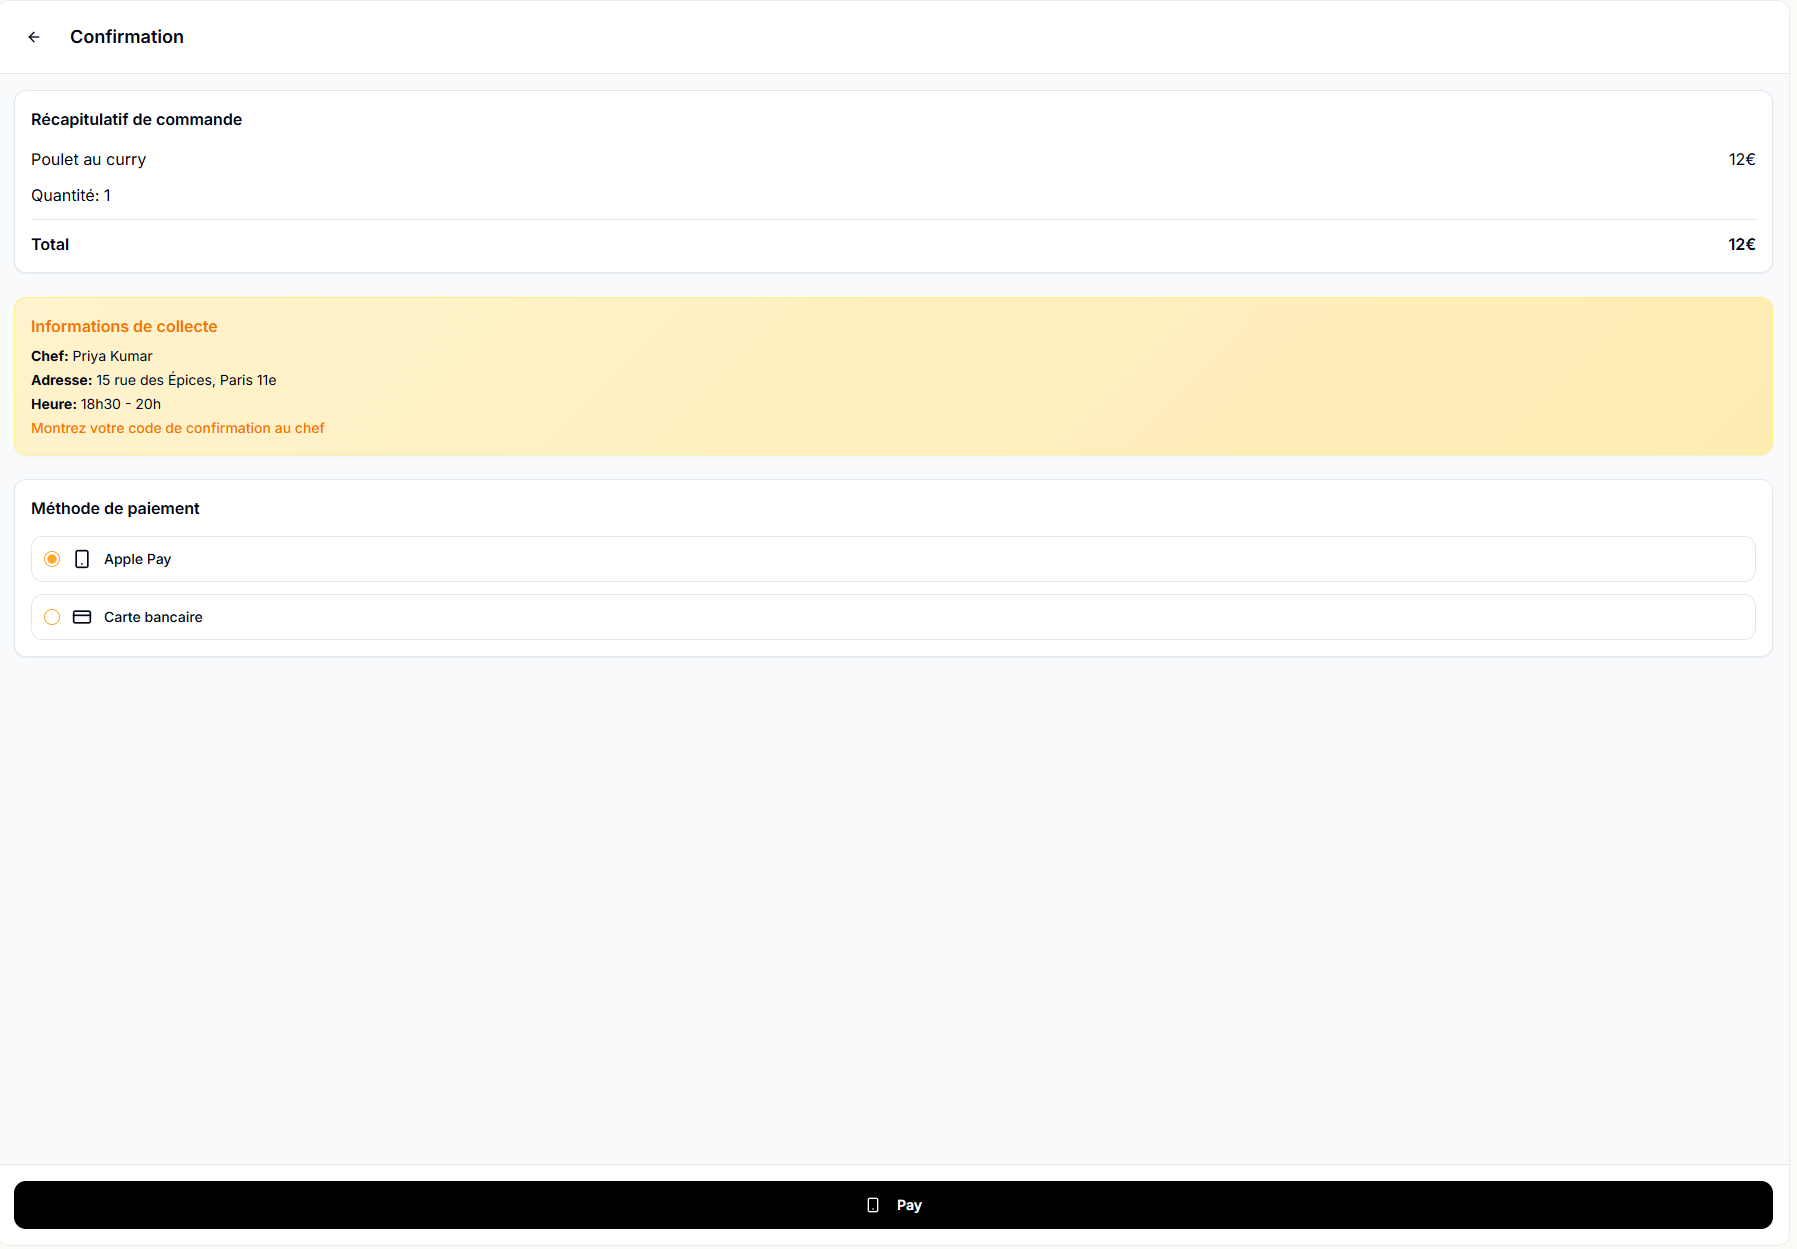 Confirmation
Récapitulatif de commande
Poulet au curry 12€
Quantité: 1
Total 12€
Informations de collecte
Chef: Priya Kumar
Adresse: 15 rue des Épices, Paris 11e
Heure: 18h30 - 20h
Montrez votre code de confirmation au chef
Méthode de paiement
Apple Pay
Carte bancaire
Pay